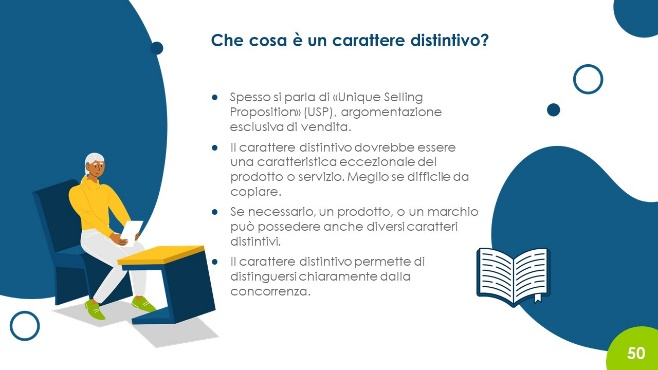 Che cosa è un carattere distintivo?
● Spesso si parla di «Unique Selling
Proposition» (USP), argomentazione
esclusiva di vendita.
● Il carattere distintivo dovrebbe essere
una caratteristica eccezionale del
prodotto o servizio. Meglio se difficile da
copiare.
● Se necessario, un prodotto, o un marchio
può possedere anche diversi caratteri
distintivi.
● Il carattere distintivo permette di
distinguersi chiaramente dalla
concorrenza.
50